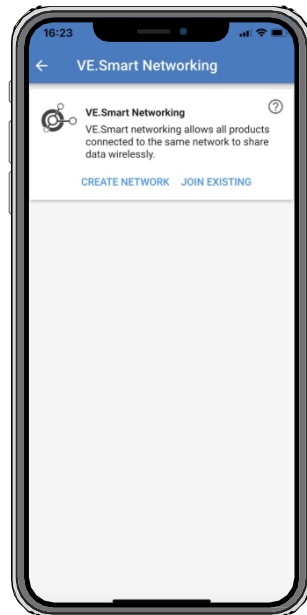 16:23
VE.Smart Networking
VE.Smart Networking
VE.Smart networking allows all products
connected to the same network to share
data wirelessly.
CREATE NETWORK JOIN EXISTING